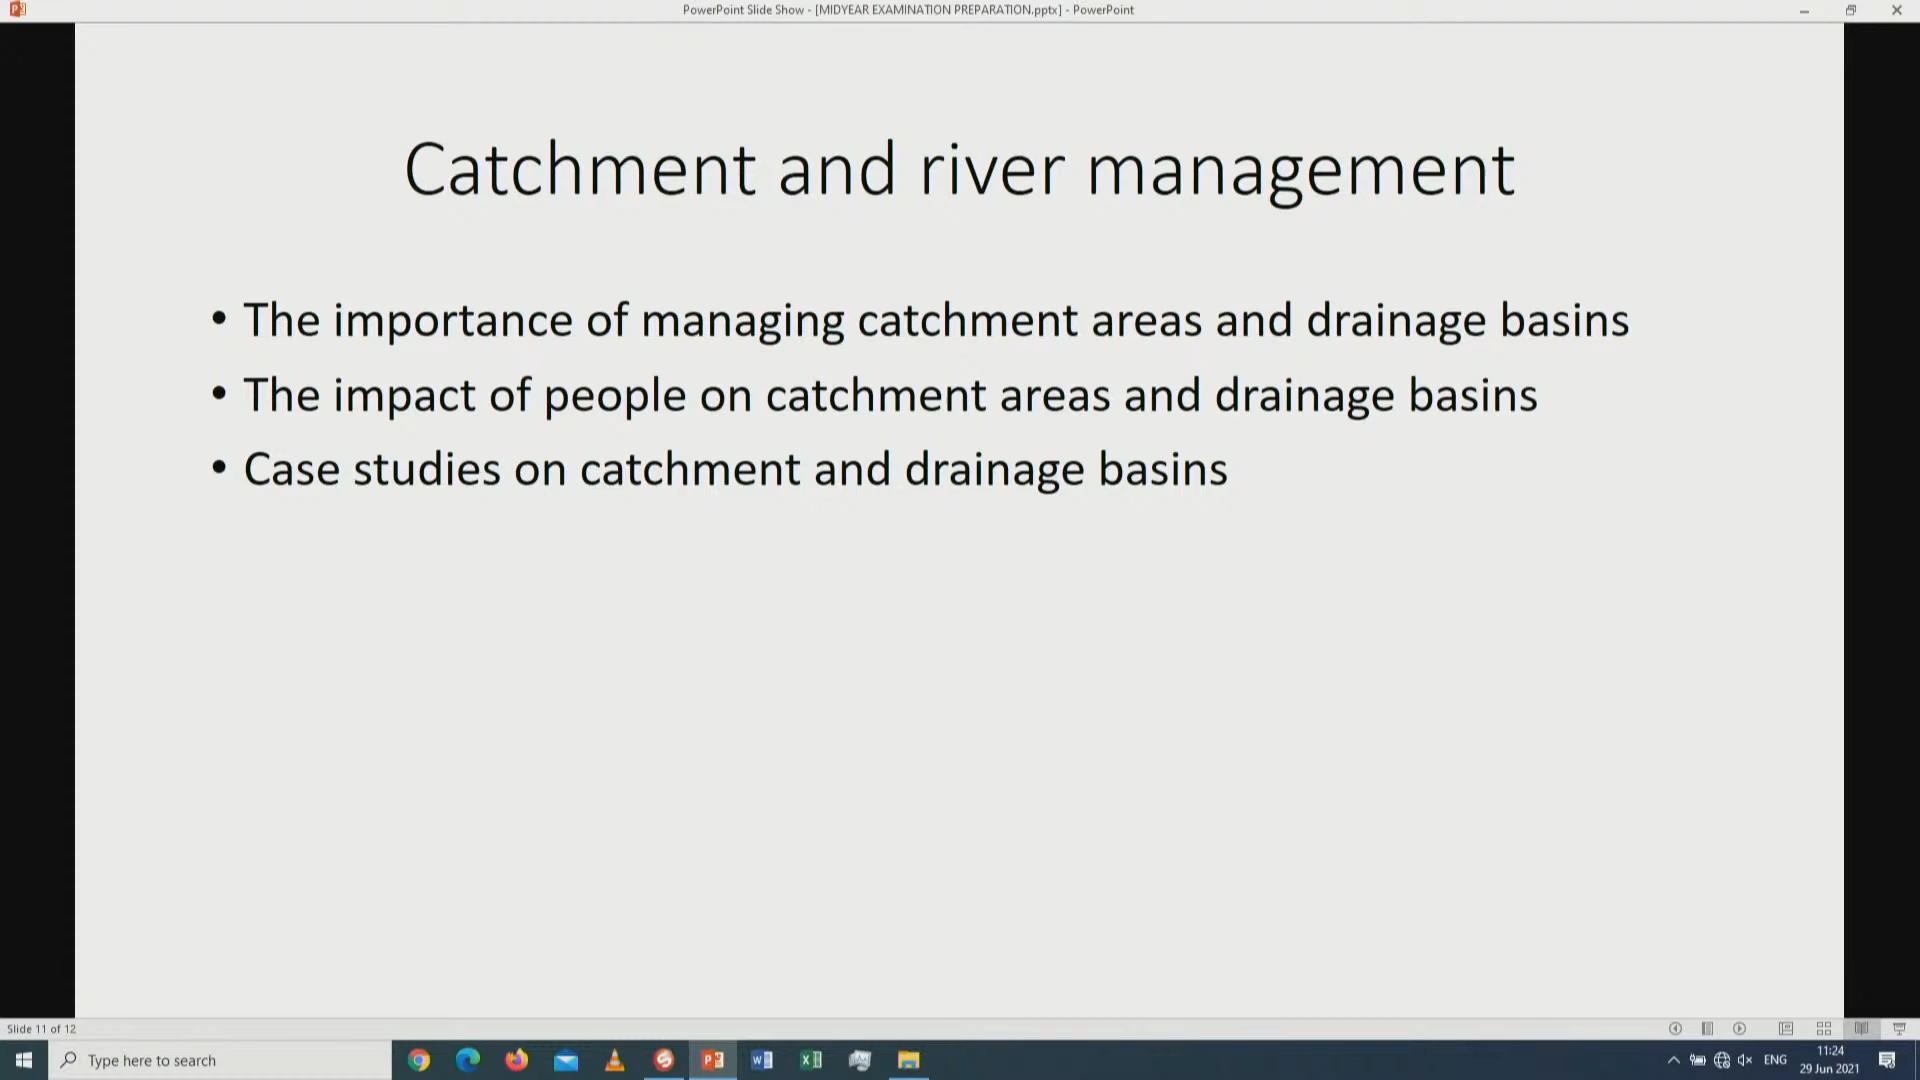 PowerPoint Slide Show - [MIDYEAR EXAMINATION PREPARATION.pptx] - PowerPoint
Catchment and river management
• The importance of managing catchment areas and drainage basins
• The impact of people on catchment areas and drainage basins
• Case studies on catchment and drainage basins
Slide 11 of 12
Type here to search
ENG
11:24
29 Jun 2021